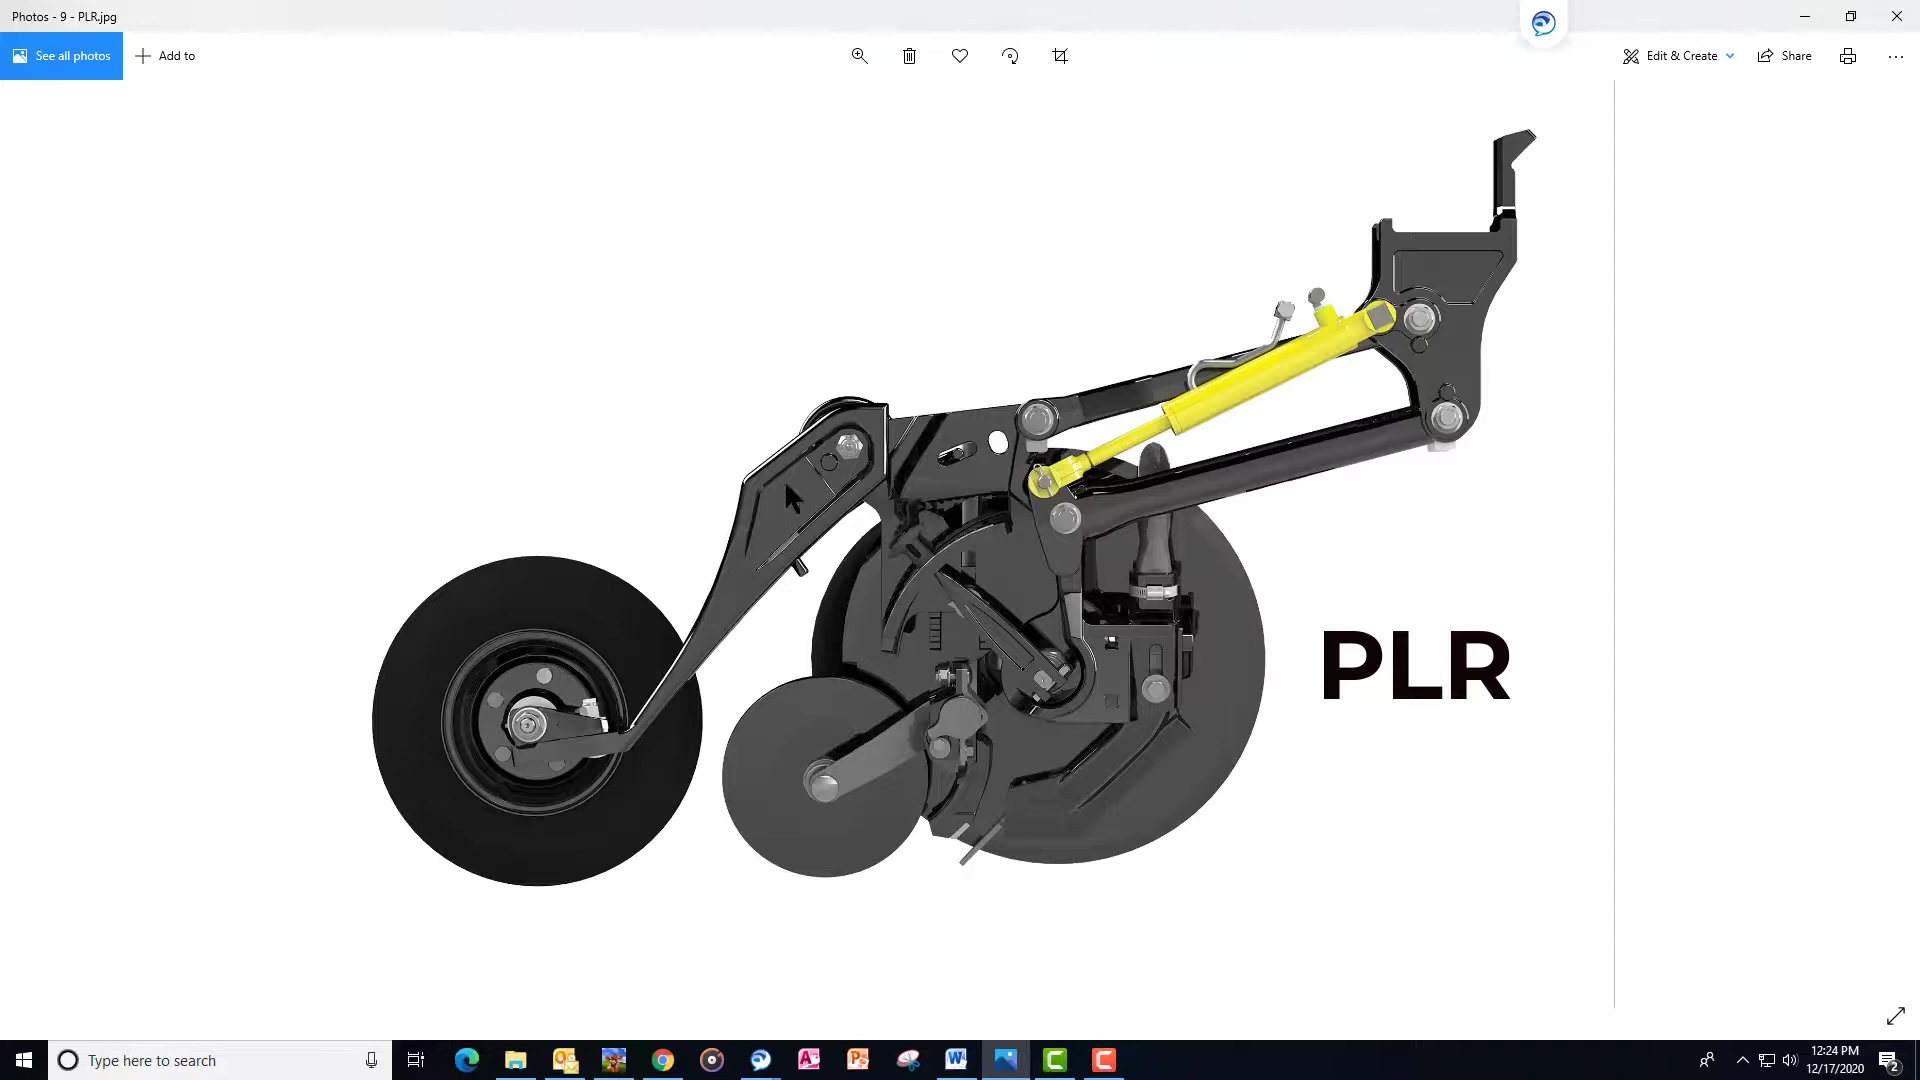 Photos - 9 - PLR.jpg
See all photos
Add to
Edit & Create
Share
PLR
Type here to search
12:24 PM
12/17/2020
2